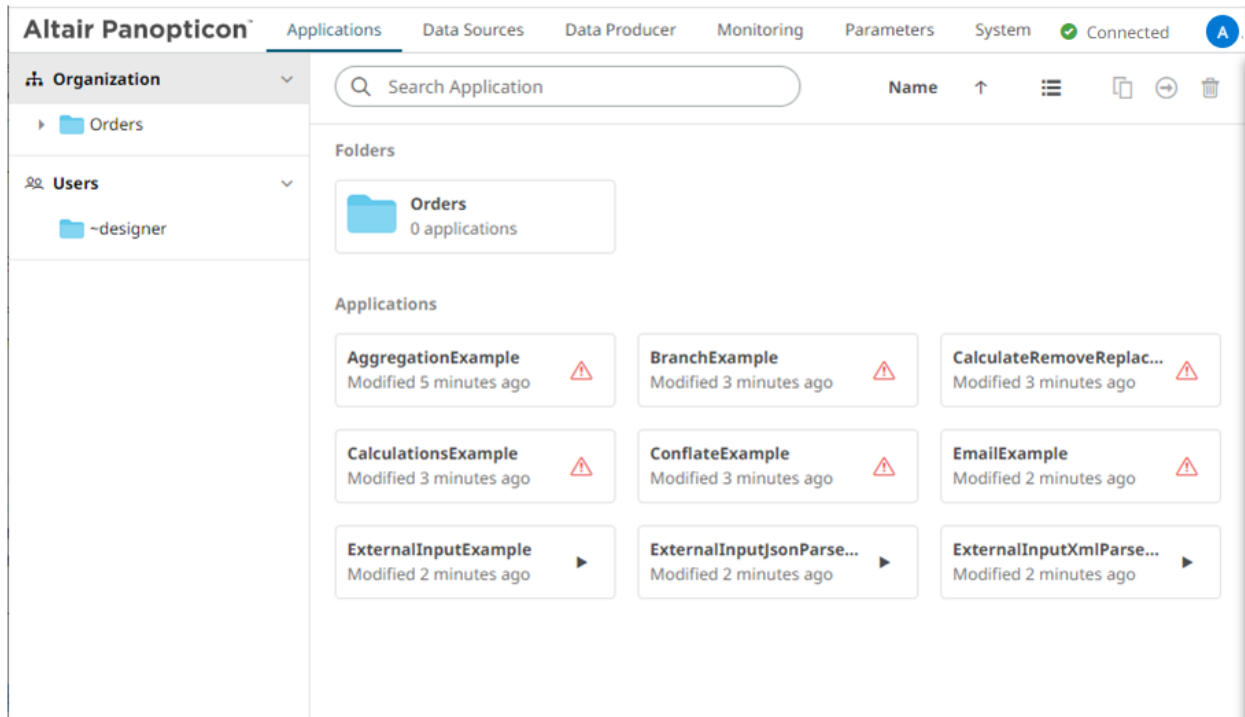 Altair Panopticon™ Applications Data Sources Data Producer Monitoring Parameters System Connected A
Organization
Orders
Users
~designer
Search Application Name
Folders
Orders
0 applications
Applications
AggregationExample
Modified 5 minutes ago
BranchExample
Modified 3 minutes ago
CalculateRemoveReplac...
Modified 3 minutes ago
CalculationsExample
Modified 3 minutes ago
ConflateExample
Modified 3 minutes ago
EmailExample
Modified 2 minutes ago
ExternalInputExample
Modified 2 minutes ago
ExternalInputJsonParse...
Modified 2 minutes ago
ExternalInputXmlParse...
Modified 2 minutes ago